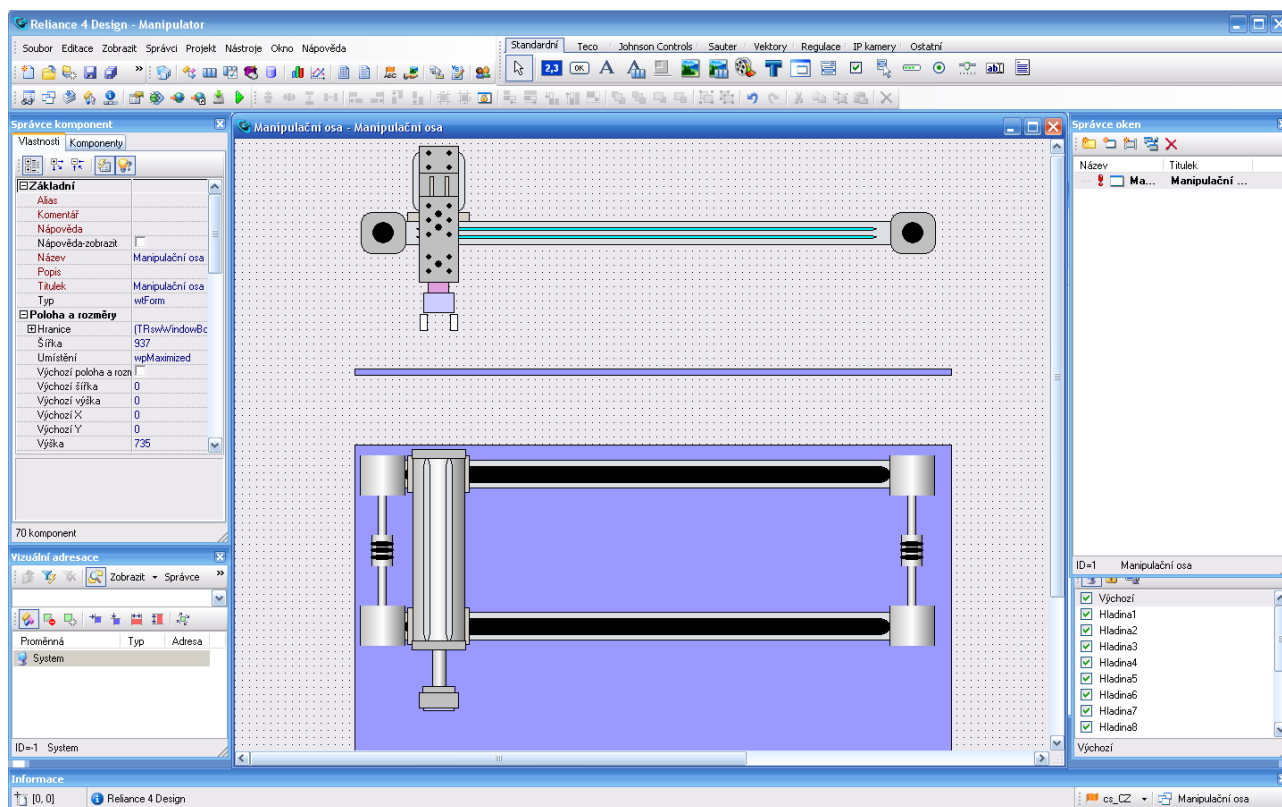 Reliance 4 Design - Manipulator
Soubor Editace Zobrazit Správci Projekt Nástroje Okno Nápověda
Standardní Teco Johnson Controls Sauter Vektory Regulace IP kamery Ostatní
2,3 OK A A T abl
Správce komponent
Vlastnosti Komponenty
Základní
Alias
Komentář
Nápověda
Nápověda-zobrazit
Název Manipulační osa
Popis
Titulek Manipulační osa
Typ wtForm
Poloha a rozměry
Hranice (TRswWindowBo
Šířka 937
Umístění wpMaximized
Výchozí poloha a rozn
Výchozí šířka 0
Výchozí výška 0
Výchozí X 0
Výchozí Y 0
Výška 735
70 komponent
Vizuální adresace
Zobrazit Správce »
Proměnná Typ Adresa
System
ID=-1 System
Manipulační osa - Manipulační osa
Správce oken
Název Titulek
Ma... Manipulační ...
ID=1 Manipulační osa
Výchozí
Hladina1
Hladina2
Hladina3
Hladina4
Hladina5
Hladina6
Hladina7
Hladina8
Výchozí
Informace
[0, 0] Reliance 4 Design cs_CZ Manipulační osa